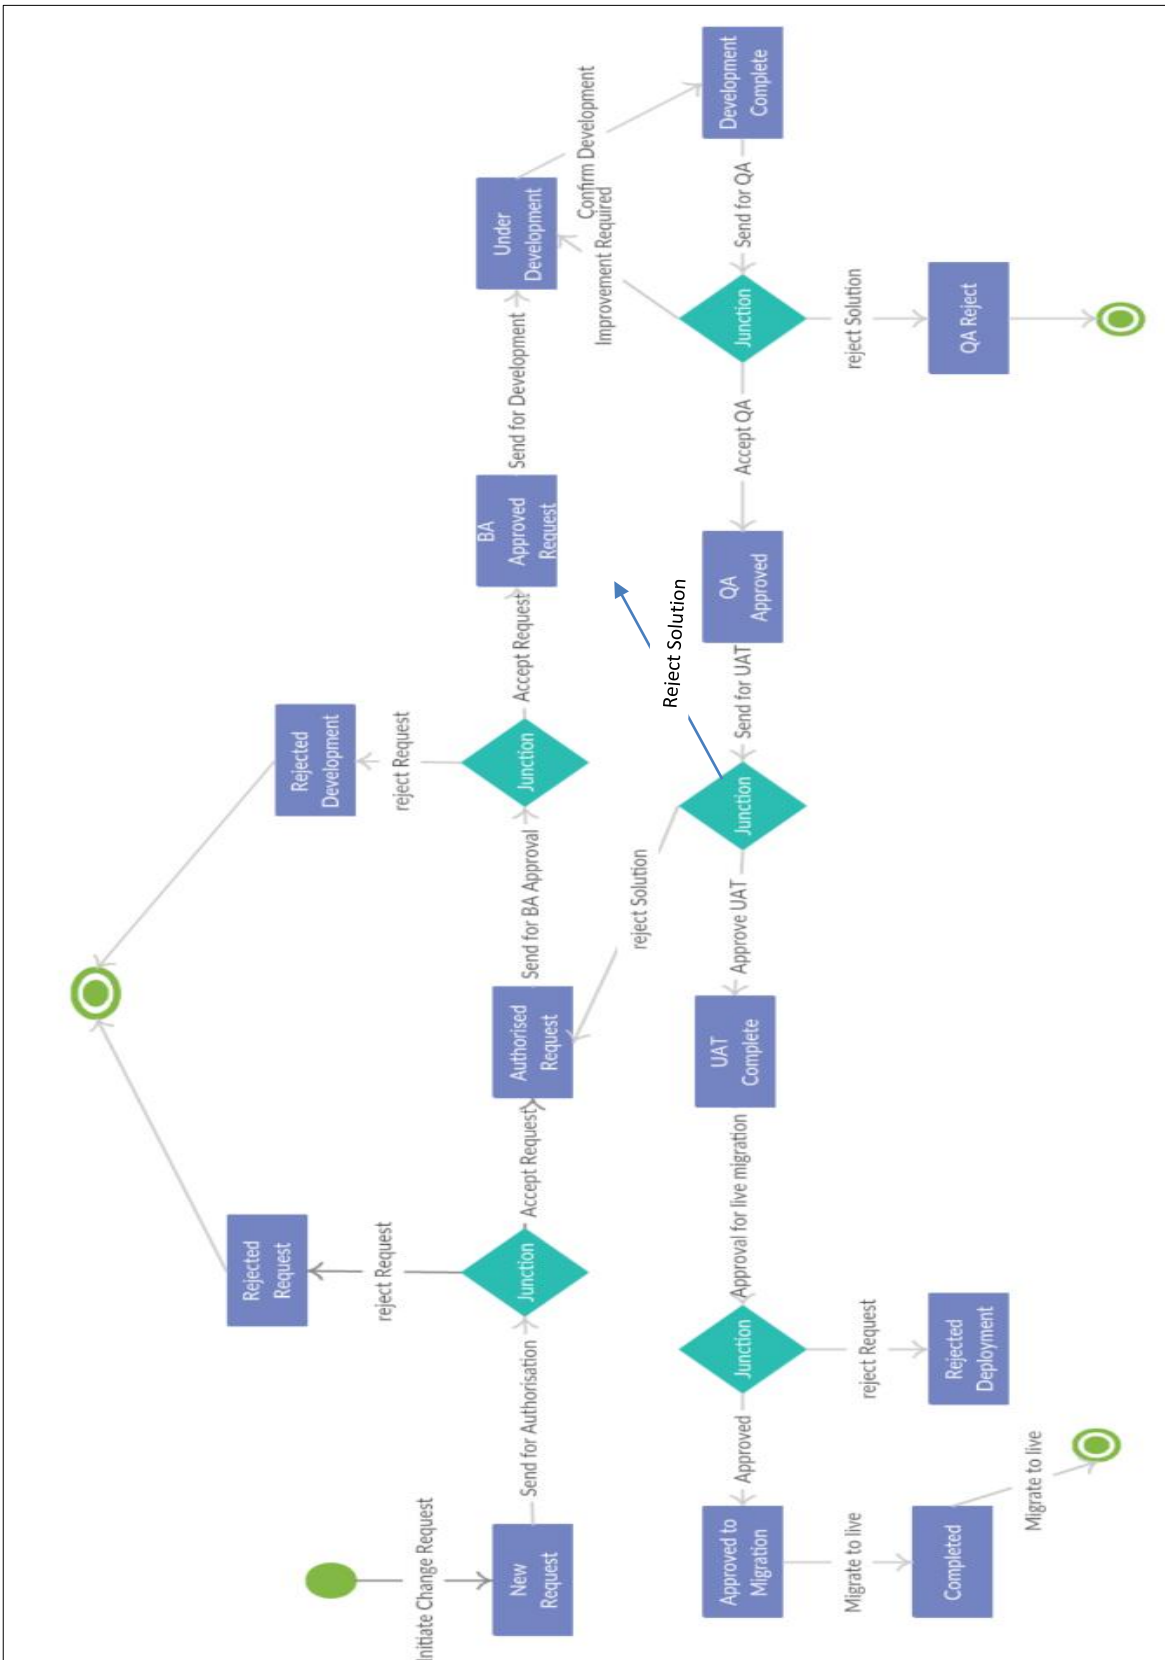 Initiate Change Request
New
Request
Send for Authorisation
Junction
reject Request
Rejected
Request
Accept Request
Authorised
Request
Send for BA Approval
Junction
reject Request
Rejected
Development
Accept Request
BA
Approved
Request
Send for Development
Under
Development
Confirm Development
Improvement Required
Development
Complete
Send for QA
Junction
reject Solution
QA Reject
Accept QA
QA
Approved
Send for UAT
Junction
Reject Solution
reject Solution
Approve UAT
UAT
Complete
Approval for live migration
Junction
reject Request
Rejected
Deployment
Approved
Approved to
Migration
Migrate to live
Completed
Migrate to live